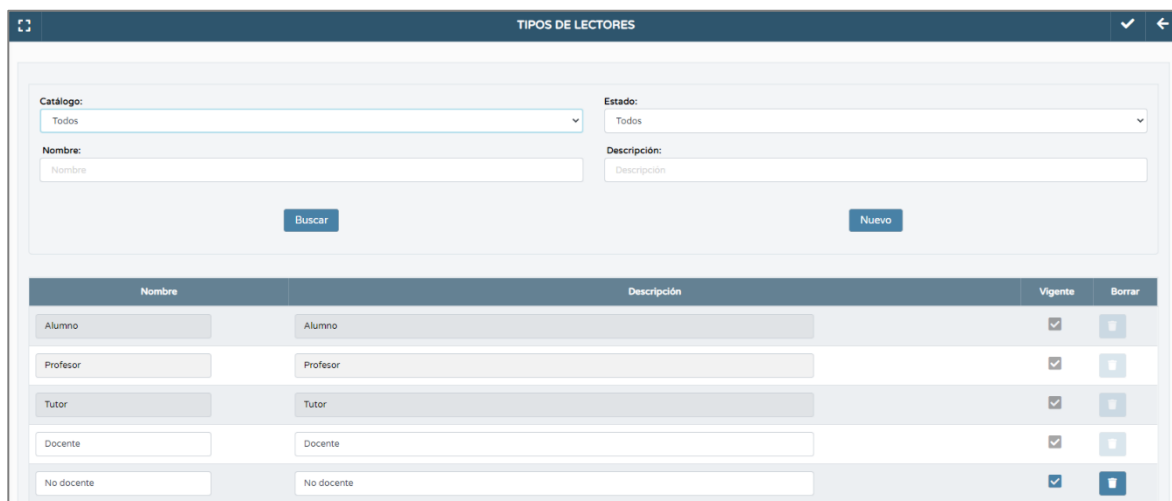 TIPOS DE LECTORES
Catálogo: Estado:
Todos Todos
Nombre: Descripción:
Nombre Descripción
Buscar Nuevo
Nombre Descripción Vigente Borrar
Alumno Alumno
Profesor Profesor
Tutor Tutor
Docente Docente
No docente No docente